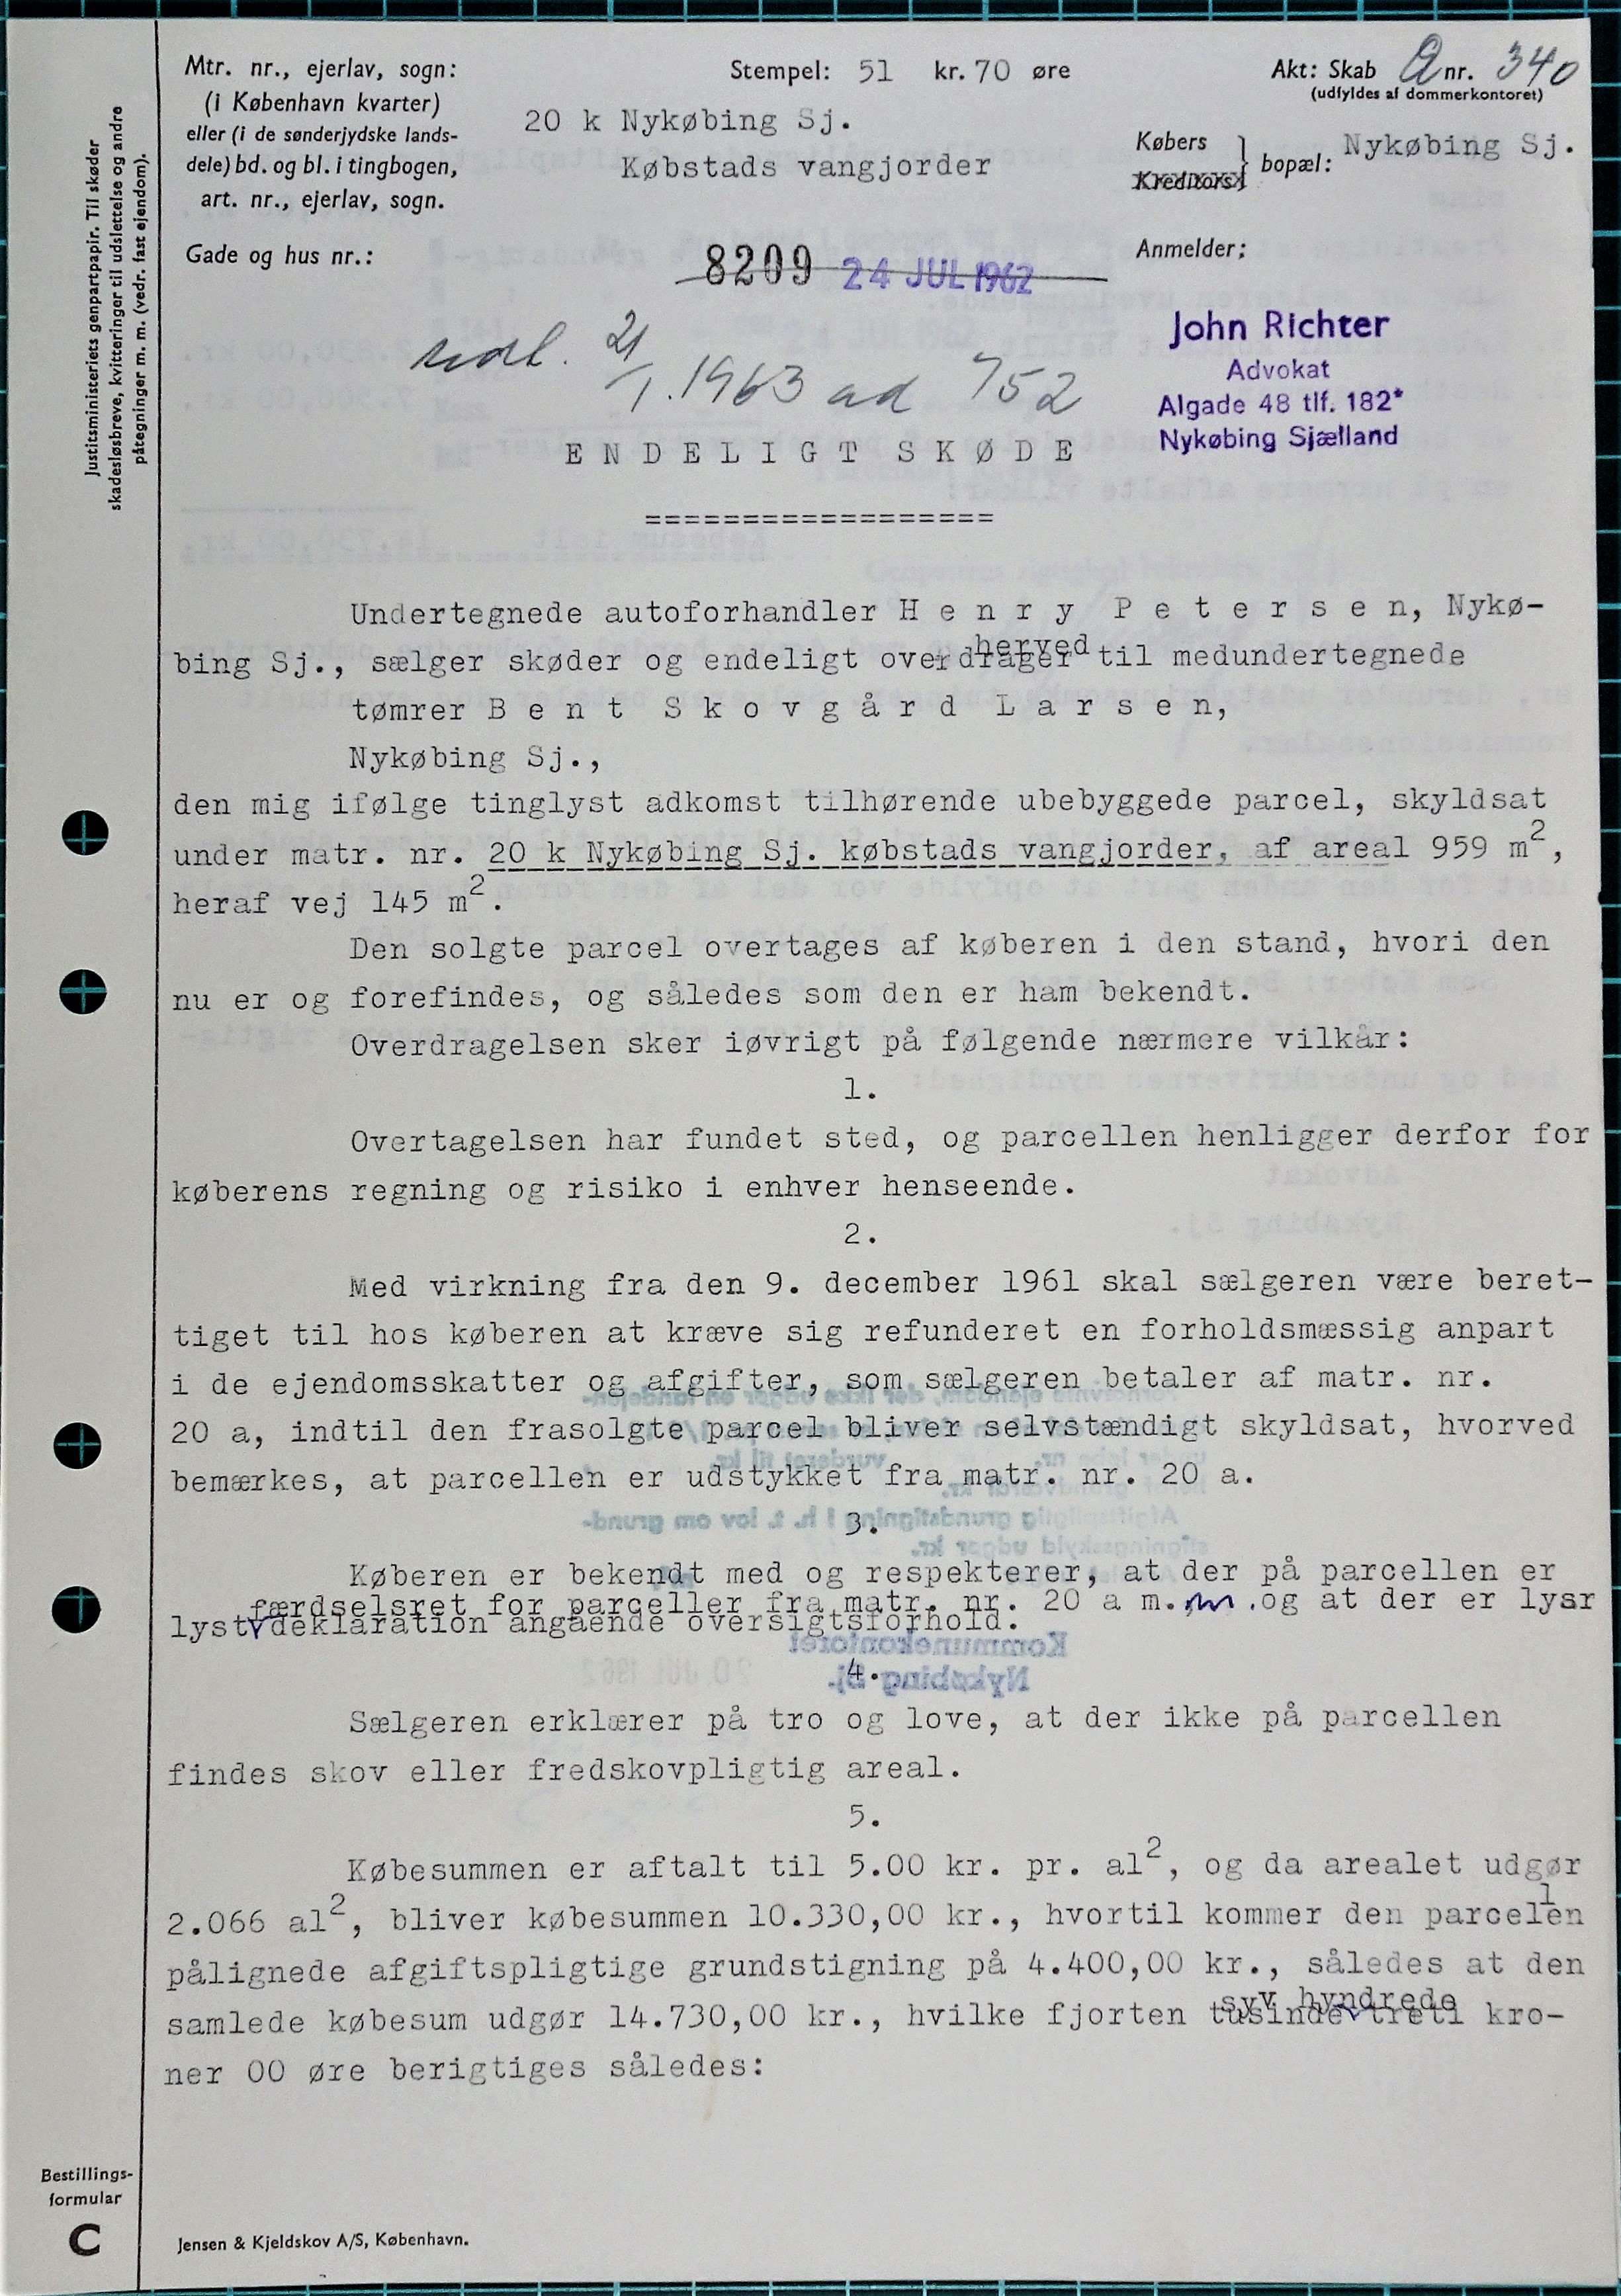 Justitsministeriets genpartpapir. Til skøder
skadesløsbreve, kvitteringer til udslettelse og andre
påtegninger m. m. (vedr. fast ejendom).
Mtr. nr., ejerlav, sogn:
(i København kvarter)
eller (i de sønderjydske lands-
dele) bd. og bl. i tingbogen,
art. nr., ejerlav, sogn.
Gade og hus nr.:
Stempel: 51 kr. 70 øre
20 k Nykøbing Sj.
Købstads vangjorder
Akt: Skab nr. 340
(udfyldes af dommerkontoret)
Købers
Kreditors
bopæl: Nykøbing Sj.
Anmelder:
8209 24 JUL 1962
John Richter
Advokat
Algade 48 tlf. 182*
Nykøbing Sjælland
21/1.1963 ad 752
ENDELIGT SKØDE
==================
Undertegnede autoforhandler Henry Petersen, Nykø-
herved
bing Sj., sælger skøder og endeligt overdrager til medundertegnede
tømrer Bent Skovgård Larsen,
Nykøbing Sj.,
den mig ifølge tinglyst adkomst tilhørende ubebyggede parcel, skyldsat
under matr. nr. 20 k Nykøbing Sj. købstads vangjorder, af areal 959 m²,
heraf vej 145 m².
Den solgte parcel overtages af køberen i den stand, hvori den
nu er og forefindes, og således som den er ham bekendt.
Overdragelsen sker iøvrigt på følgende nærmere vilkår:
1.
Overtagelsen har fundet sted, og parcellen henligger derfor for
køberens regning og risiko i enhver henseende.
2.
Med virkning fra den 9. december 1961 skal sælgeren være beret-
tiget til hos køberen at kræve sig refunderet en forholdsmæssig anpart
i de ejendomsskatter og afgifter, som sælgeren betaler af matr. nr.
20 a, indtil den frasolgte parcel bliver selvstændigt skyldsat, hvorved
bemærkes, at parcellen er udstykket fra matr. nr. 20 a.
3.
Køberen er bekendt med og respekterer, at der på parcellen er
færdselsret for parceller fra matr. nr. 20 a m.m. og at der er lysr
lyst deklaration angående oversigtsforhold.
4.
Sælgeren erklærer på tro og love, at der ikke på parcellen
findes skov eller fredskovpligtig areal.
5.
Købesummen er aftalt til 5.00 kr. pr. al², og da arealet udgør
l
2.066 al², bliver købesummen 10.330,00 kr., hvortil kommer den parcelen
pålignede afgiftspligtige grundstigning på 4.400,00 kr., således at den
syv hyndrede
samlede købesum udgør 14.730,00 kr., hvilke fjorten tusinde treti kro-
ner 00 øre berigtiges således:
Bestillings-
formular
C
Jensen & Kjeldskov A/S, København.